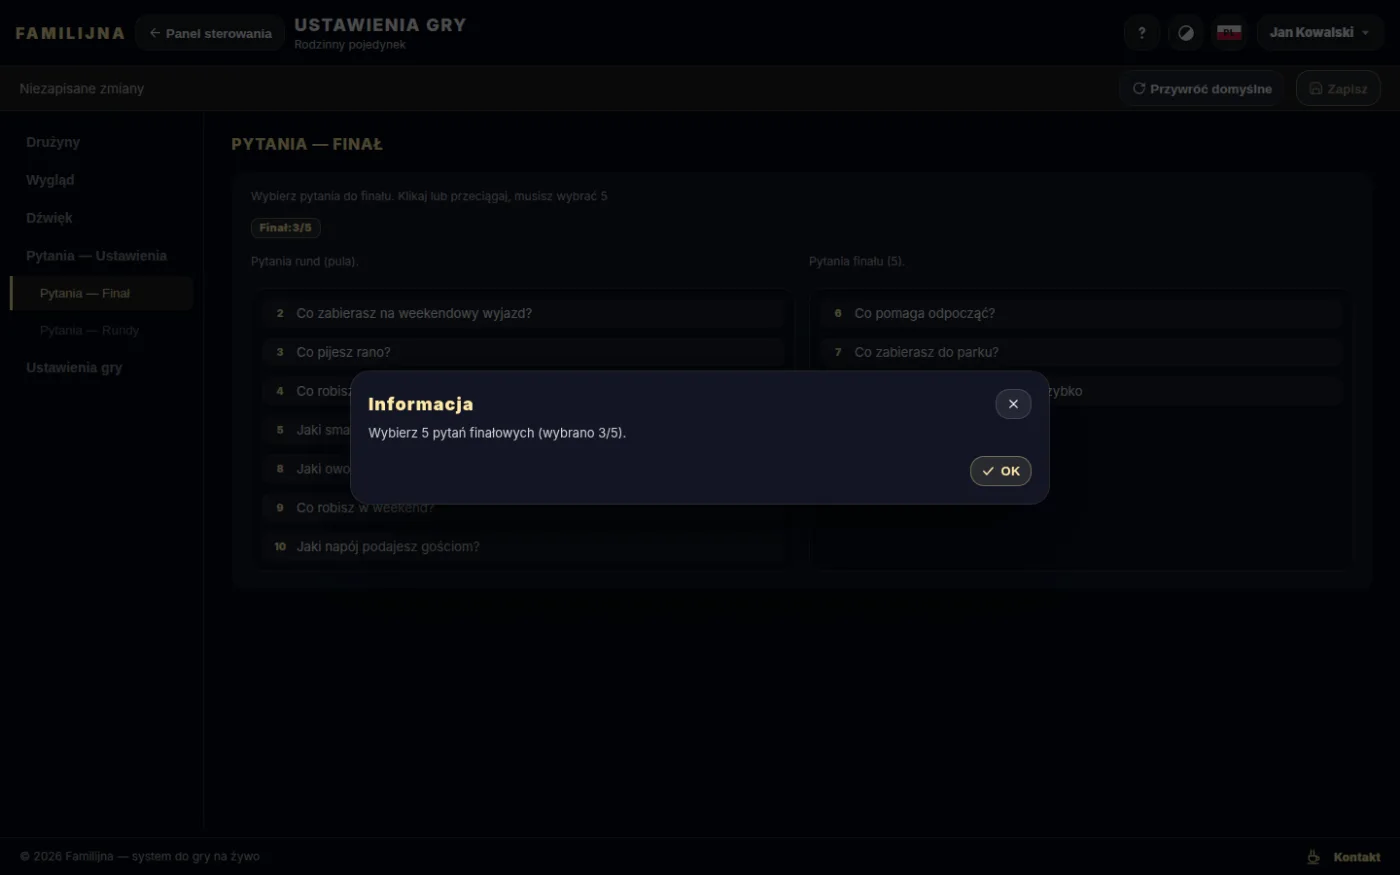 FAMILIJNA
← Panel sterowania
USTAWIENIA GRY
Rodzinny pojedynek
?
PL
Jan Kowalski
Niezapisane zmiany
Przywróć domyślne
Zapisz
Drużyny
Wygląd
Dźwięk
Pytania — Ustawienia
Pytania — Finał
Pytania — Rundy
Ustawienia gry
PYTANIA — FINAŁ
Wybierz pytania do finału. Klikaj lub przeciągaj, musisz wybrać 5
Finał:3/5
Pytania rund (pula).
2 Co zabierasz na weekendowy wyjazd?
3 Co pijesz rano?
4 Co robisz
5 Jaki sma
8 Jaki owo
9 Co robisz w weekend?
10 Jaki napój podajesz gościom?
Pytania finału (5).
6 Co pomaga odpocząć?
7 Co zabierasz do parku?
zybko
Informacja
Wybierz 5 pytań finałowych (wybrano 3/5).
OK
© 2026 Familijna — system do gry na żywo
Kontakt